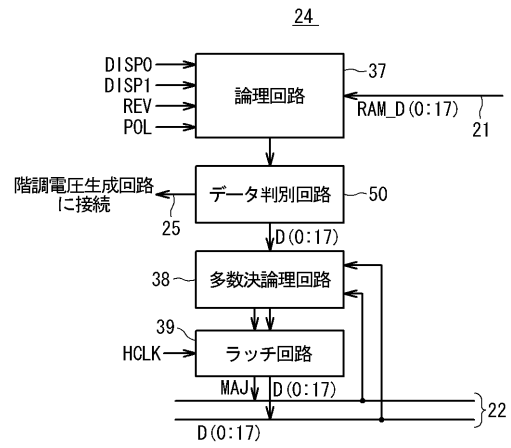 24
DISP0
DISP1
REV
POL
論理回路
37
RAM_D(0:17)
21
階調電圧生成回路
に接続
25
データ判別回路
50
D(0:17)
38
多数決論理回路
39
HCLK
ラッチ回路
MAJ
D(0:17)
22
D(0:17)